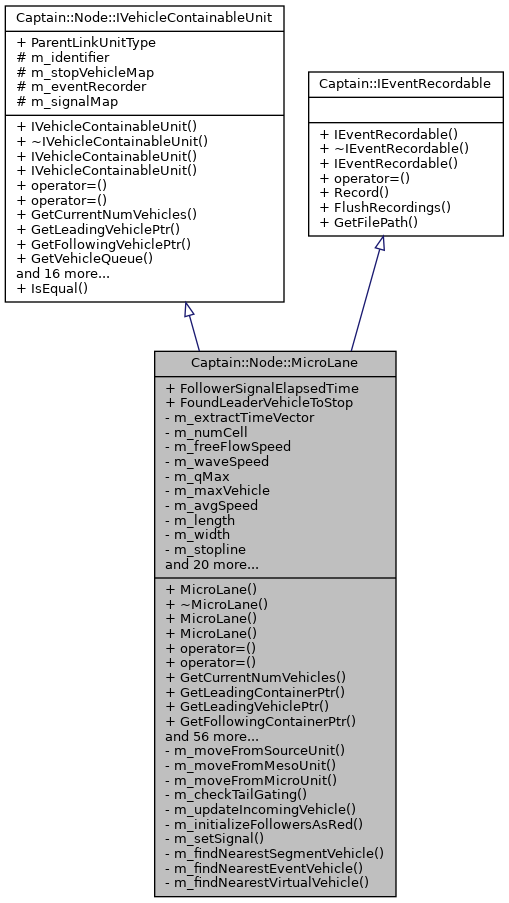 Captain::Node::IVehicleContainableUnit
+ ParentLinkUnitType
# m_identifier
# m_stopVehicleMap
# m_eventRecorder
# m_signalMap
+ IVehicleContainableUnit()
+ ~IVehicleContainableUnit()
+ IVehicleContainableUnit()
+ IVehicleContainableUnit()
+ operator=()
+ operator=()
+ GetCurrentNumVehicles()
+ GetLeadingVehiclePtr()
+ GetFollowingVehiclePtr()
+ GetVehicleQueue()
and 16 more...
+ IsEqual()
Captain::IEventRecordable
+ IEventRecordable()
+ ~IEventRecordable()
+ IEventRecordable()
+ operator=()
+ Record()
+ FlushRecordings()
+ GetFilePath()
Captain::Node::MicroLane
+ FollowerSignalElapsedTime
+ FoundLeaderVehicleToStop
- m_extractTimeVector
- m_numCell
- m_freeFlowSpeed
- m_waveSpeed
- m_qMax
- m_maxVehicle
- m_avgSpeed
- m_length
- m_width
- m_stopline
and 20 more...
+ MicroLane()
+ ~MicroLane()
+ MicroLane()
+ MicroLane()
+ operator=()
+ operator=()
+ GetCurrentNumVehicles()
+ GetLeadingContainerPtr()
+ GetLeadingVehiclePtr()
+ GetFollowingContainerPtr()
and 56 more...
- m_moveFromSourceUnit()
- m_moveFromMesoUnit()
- m_moveFromMicroUnit()
- m_checkTailGating()
- m_updateIncomingVehicle()
- m_initializeFollowersAsRed()
- m_setSignal()
- m_findNearestSegmentVehicle()
- m_findNearestEventVehicle()
- m_findNearestVirtualVehicle()